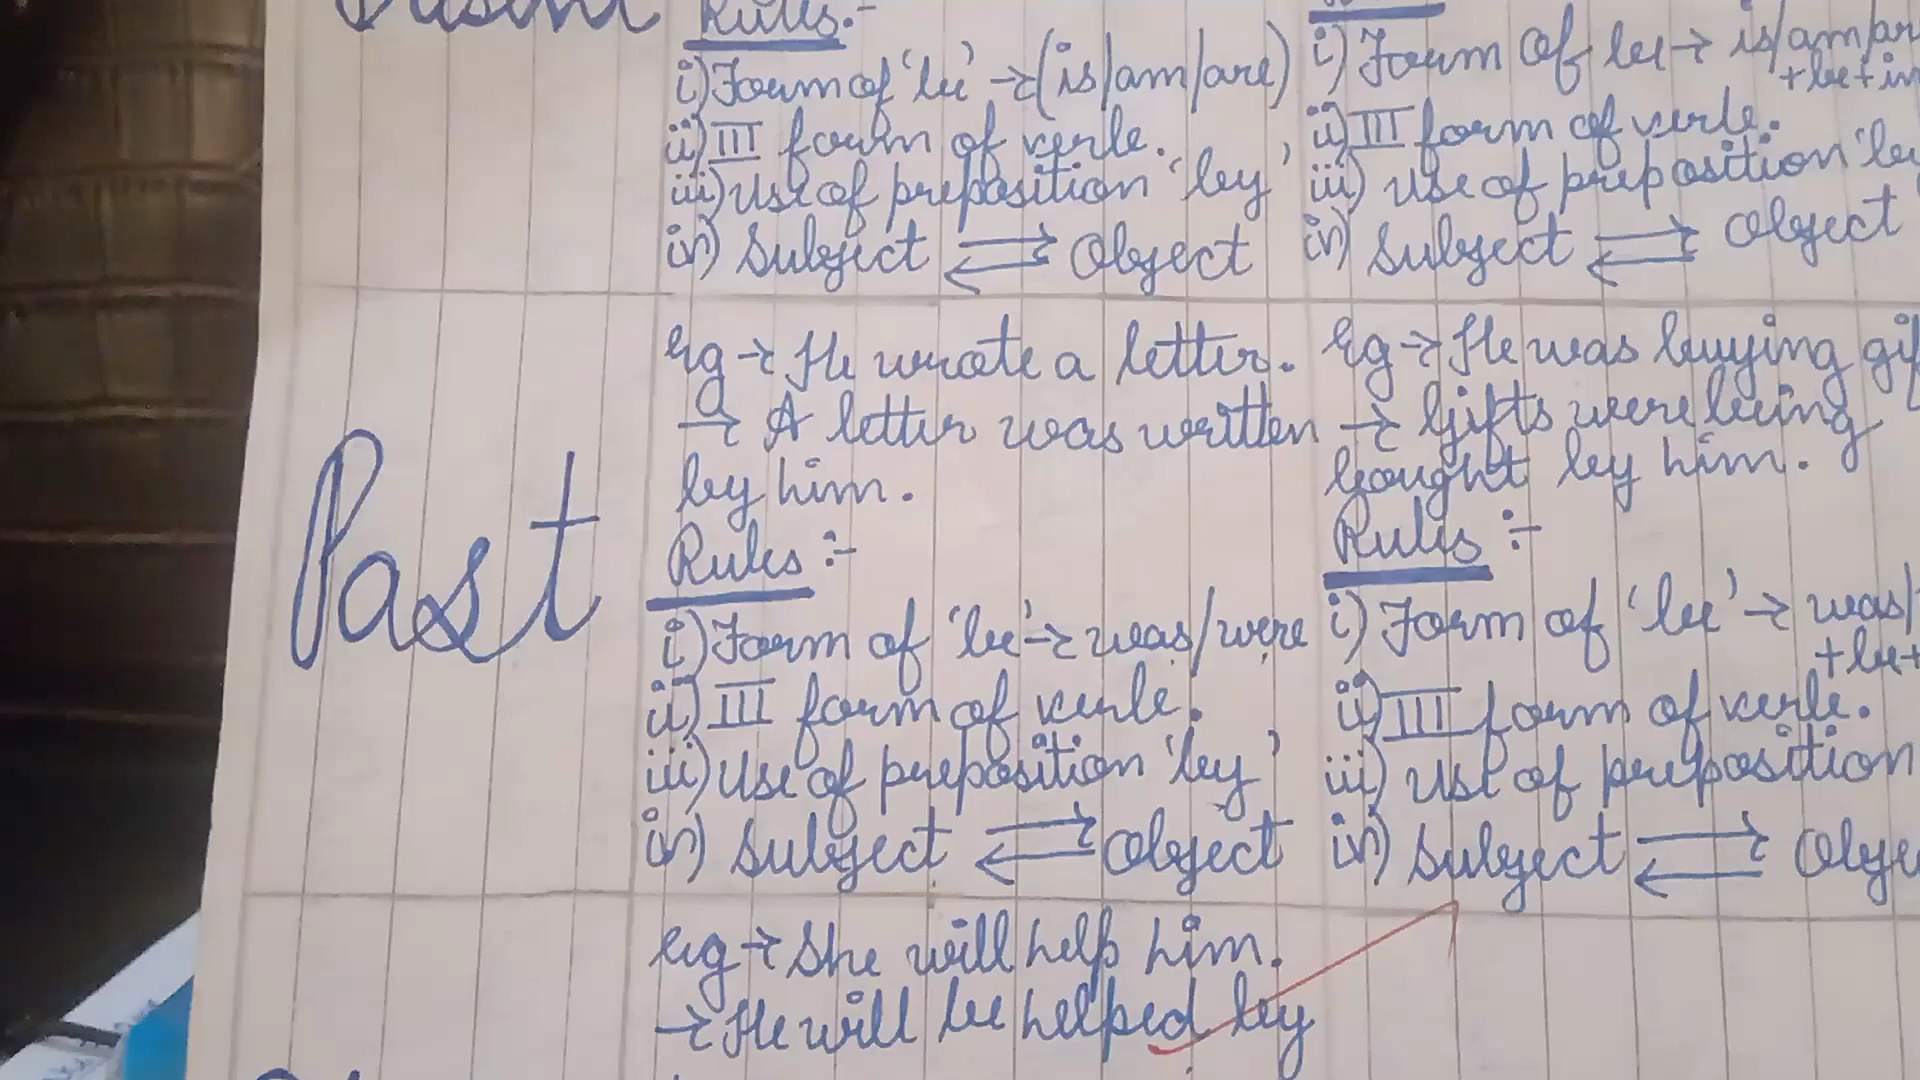 Rules:-
i) Form of 'be' → (is/am/are)
ii) III form of verb.
iii) Use of preposition 'by'
iv) Subject ⇄ Object
i) Form of be → is/am/ar
+be+in
ii) III form of verb.
iii) Use of preposition 'by
iv) Subject ⇄ Object
Past
Eg → He wrote a letter.
→ A letter was written
by him.
Rules :-
i) Form of 'be' → was/were
ii) III form of verb.
iii) Use of preposition 'by'
iv) Subject ⇄ Object
Eg → He was buying gif
→ Gifts were being
bought by him.
Rules :-
i) Form of 'be' → was/
+be+
ii) III form of verb.
iii) Use of preposition
iv) Subject ⇄ Obje
Eg → She will help him.
→ He will be helped by